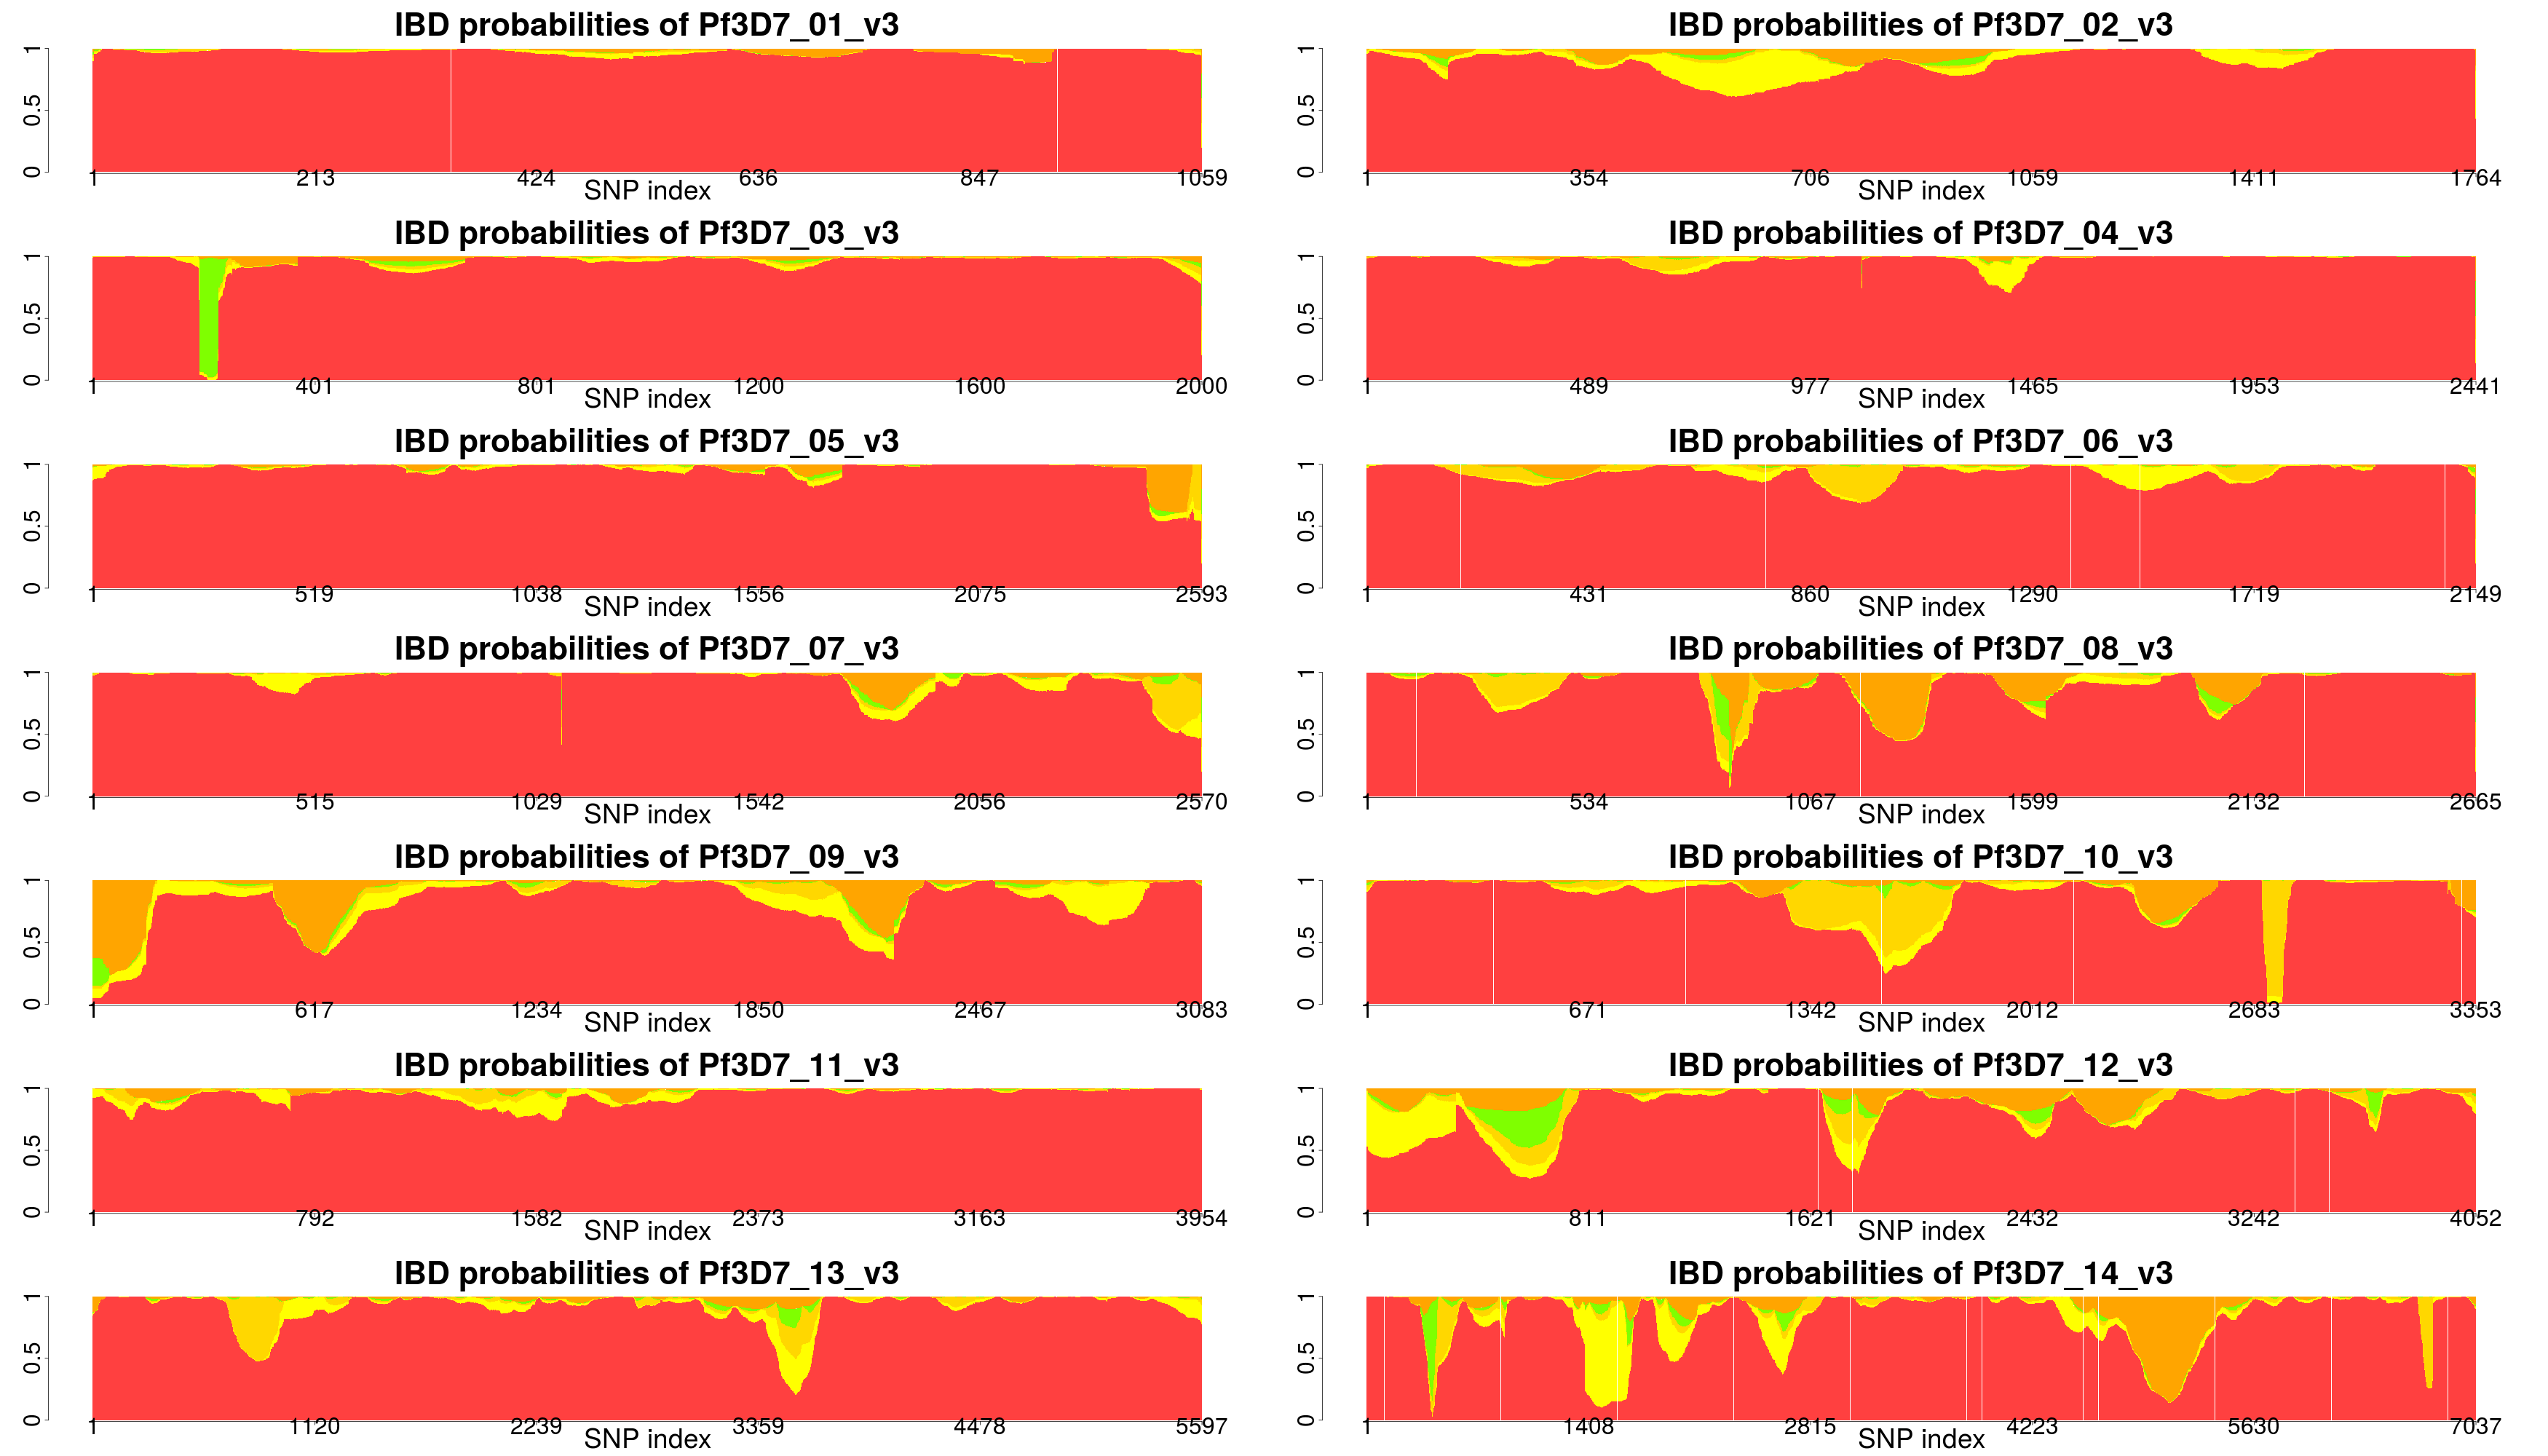 IBD probabilities of Pf3D7_01_v3
0 0.5 1
1 213 424 636 847 1059
SNP index
IBD probabilities of Pf3D7_02_v3
0 0.5 1
1 354 706 1059 1411 1764
SNP index
IBD probabilities of Pf3D7_03_v3
0 0.5 1
1 401 801 1200 1600 2000
SNP index
IBD probabilities of Pf3D7_04_v3
0 0.5 1
1 489 977 1465 1953 2441
SNP index
IBD probabilities of Pf3D7_05_v3
0 0.5 1
1 519 1038 1556 2075 2593
SNP index
IBD probabilities of Pf3D7_06_v3
0 0.5 1
1 431 860 1290 1719 2149
SNP index
IBD probabilities of Pf3D7_07_v3
0 0.5 1
1 515 1029 1542 2056 2570
SNP index
IBD probabilities of Pf3D7_08_v3
0 0.5 1
1 534 1067 1599 2132 2665
SNP index
IBD probabilities of Pf3D7_09_v3
0 0.5 1
1 617 1234 1850 2467 3083
SNP index
IBD probabilities of Pf3D7_10_v3
0 0.5 1
1 671 1342 2012 2683 3353
SNP index
IBD probabilities of Pf3D7_11_v3
0 0.5 1
1 792 1582 2373 3163 3954
SNP index
IBD probabilities of Pf3D7_12_v3
0 0.5 1
1 811 1621 2432 3242 4052
SNP index
IBD probabilities of Pf3D7_13_v3
0 0.5 1
1 1120 2239 3359 4478 5597
SNP index
IBD probabilities of Pf3D7_14_v3
0 0.5 1
1 1408 2815 4223 5630 7037
SNP index